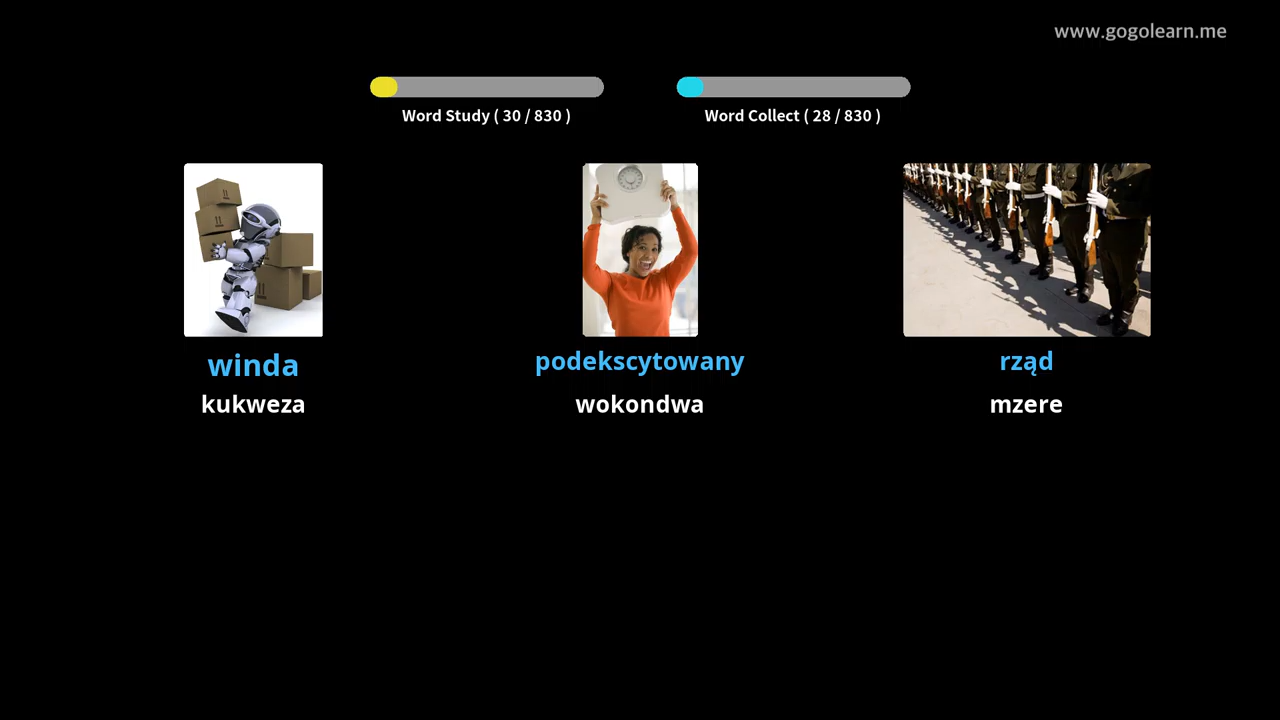 www.gogolearn.me
Word Study ( 30 / 830 )
Word Collect ( 28 / 830 )
winda
podekscytowany
rząd
kukweza
wokondwa
mzere